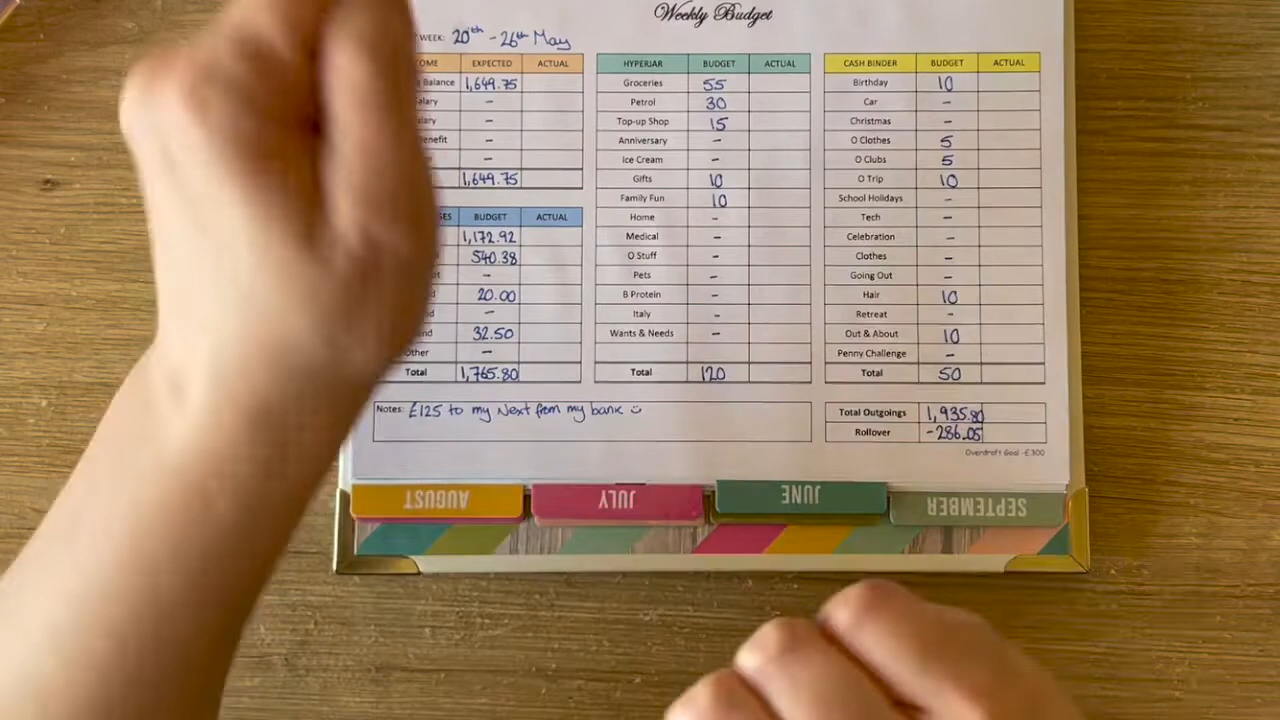 Weekly Budget
WEEK: 20th - 26th May
EXPECTED ACTUAL
Balance 1,649.75
-
-
-
-
1,649.75
BUDGET ACTUAL
1,172.92
540.38
-
20.00
-
32.50
Other -
Total 1,765.80
HYPERJAR BUDGET ACTUAL
Groceries 55
Petrol 30
Top-up Shop 15
Anniversary -
Ice Cream -
Gifts 10
Family Fun 10
Home -
Medical -
O Stuff -
Pets -
B Protein -
Italy -
Wants & Needs -
Total 120
CASH BINDER BUDGET ACTUAL
Birthday 10
Car -
Christmas -
O Clothes 5
O Clubs 5
O Trip 10
School Holidays -
Tech -
Celebration -
Clothes -
Going Out -
Hair 10
Retreat -
Out & About 10
Penny Challenge -
Total 50
Notes: £125 to my Next from my bank
Total Outgoings 1,935.80
Rollover -286.05
Overdraft Goal -£300
AUGUST JULY JUNE SEPTEMBER